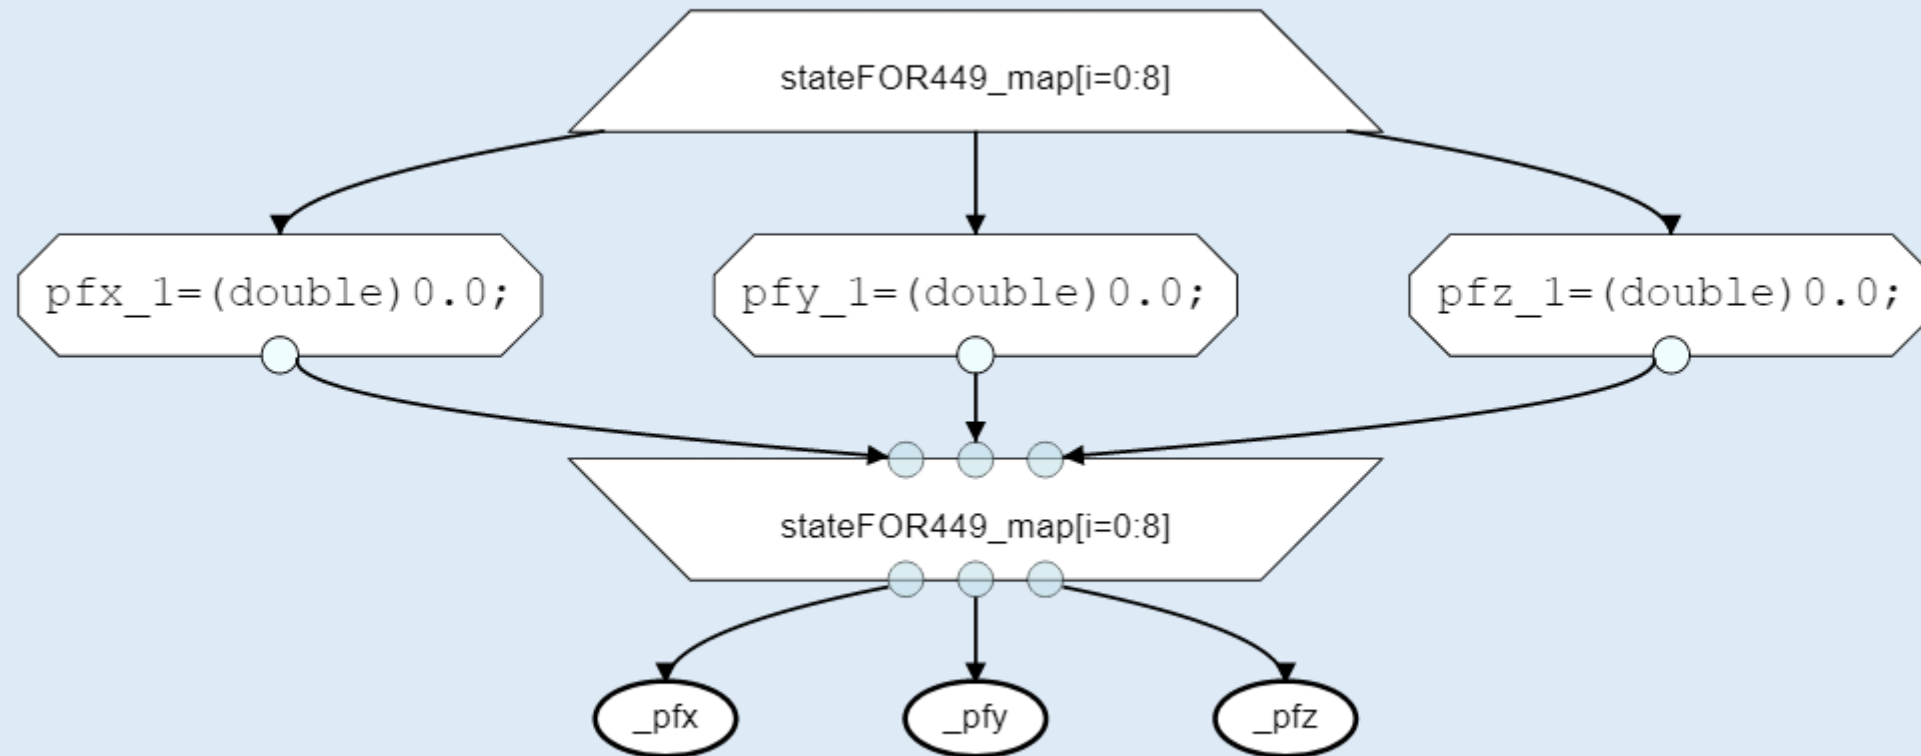 stateFOR449_map[i=0:8]
pfx_1=(double)0.0;
pfy_1=(double)0.0;
pfz_1=(double)0.0;
stateFOR449_map[i=0:8]
_pfx
_pfy
_pfz